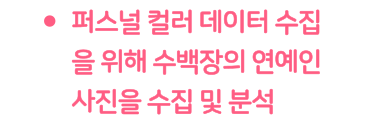 • 퍼스널 컬러 데이터 수집
을 위해 수백장의 연예인
사진을 수집 및 분석